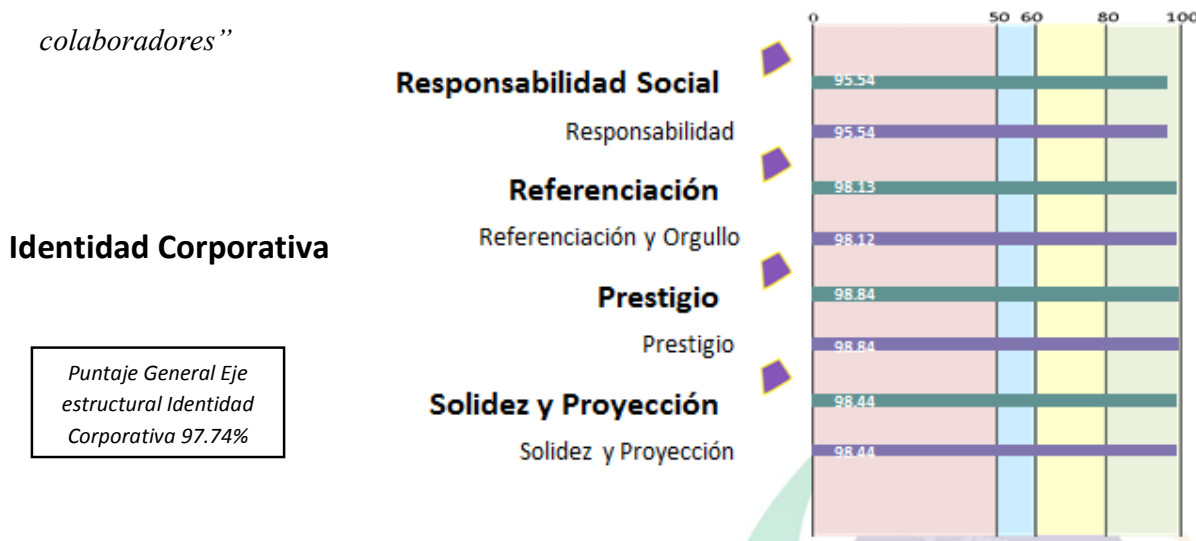 colaboradores”
0 50 60 80 100
Responsabilidad Social 95.54
Responsabilidad 95.54
Referenciación 98.13
Identidad Corporativa
Referenciación y Orgullo 98.12
Prestigio 98.84
Prestigio 98.84
Puntaje General Eje
estructural Identidad
Corporativa 97.74%
Solidez y Proyección 98.44
Solidez y Proyección 98.44